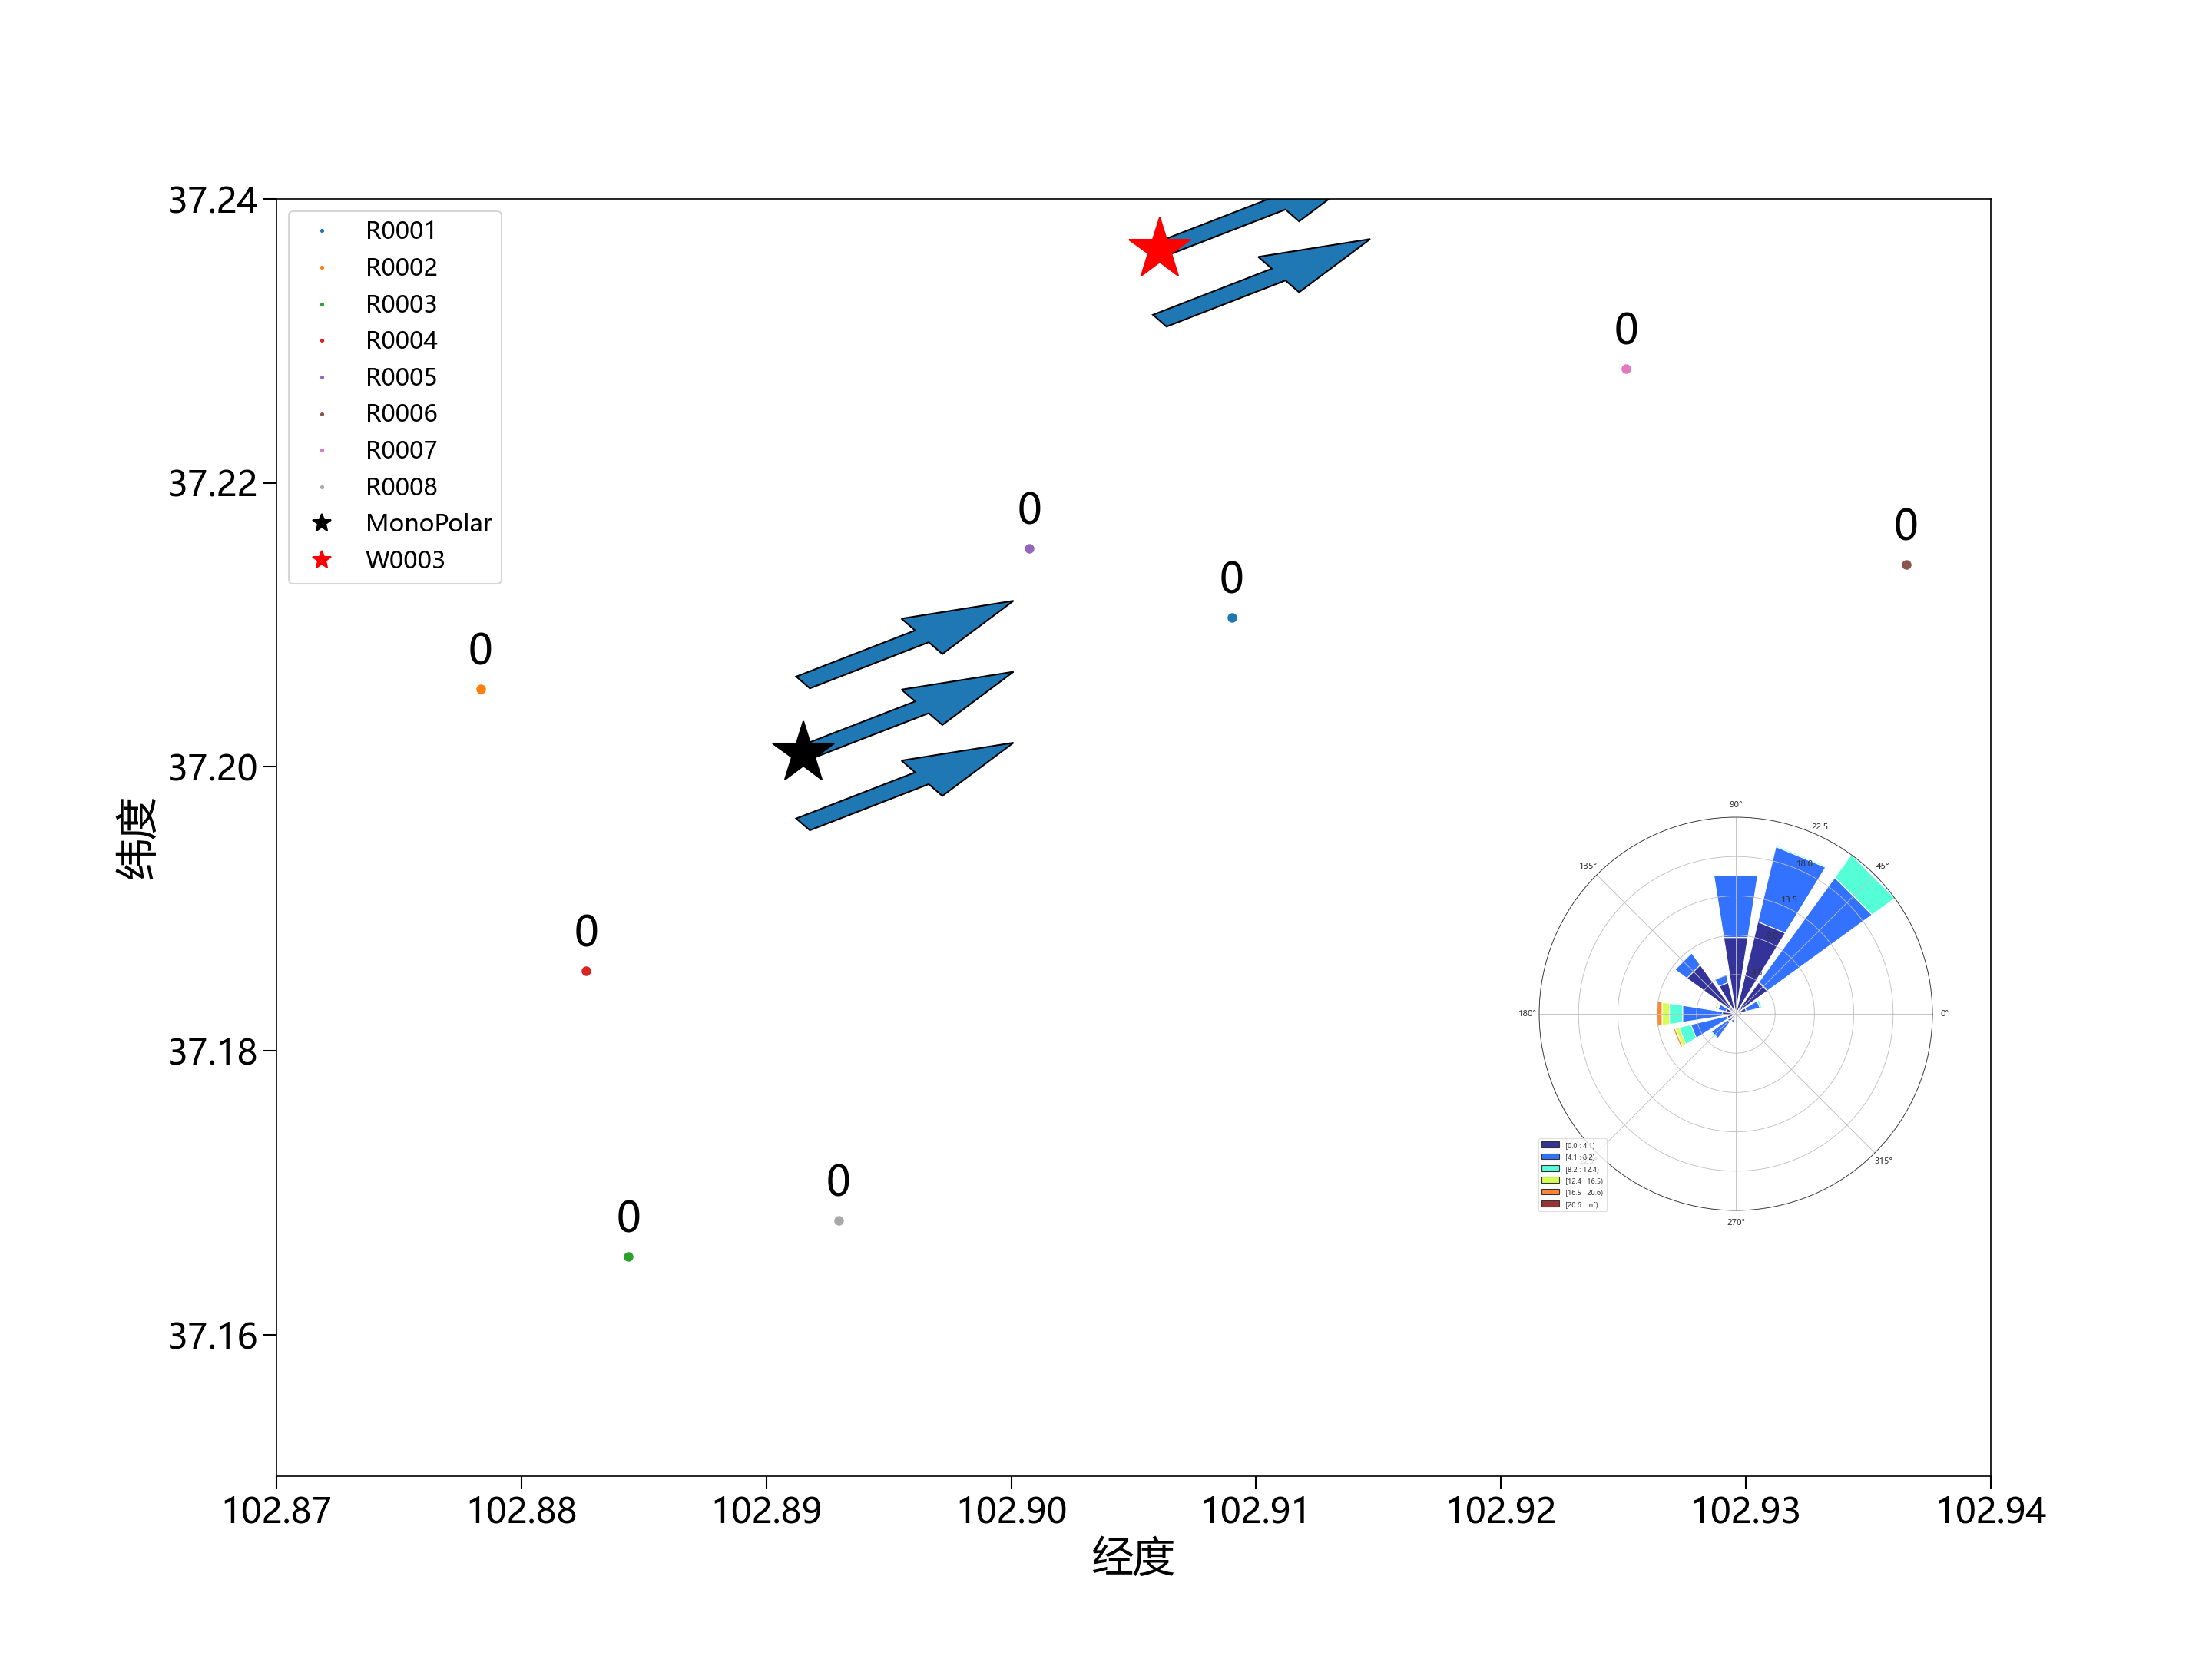 37.24
37.22
37.20
37.18
37.16
纬度
R0001
R0002
R0003
R0004
R0005
R0006
R0007
R0008
MonoPolar
W0003
0
0
0
0
0
0
0
0
90°
22.5
135°
18.0
45°
13.5
180°
0°
[0.0 : 4.1)
[4.1 : 8.2)
[8.2 : 12.4)
[12.4 : 16.5)
[16.5 : 20.6)
[20.6 : inf)
315°
270°
102.87 102.88 102.89 102.90 102.91 102.92 102.93 102.94
经度